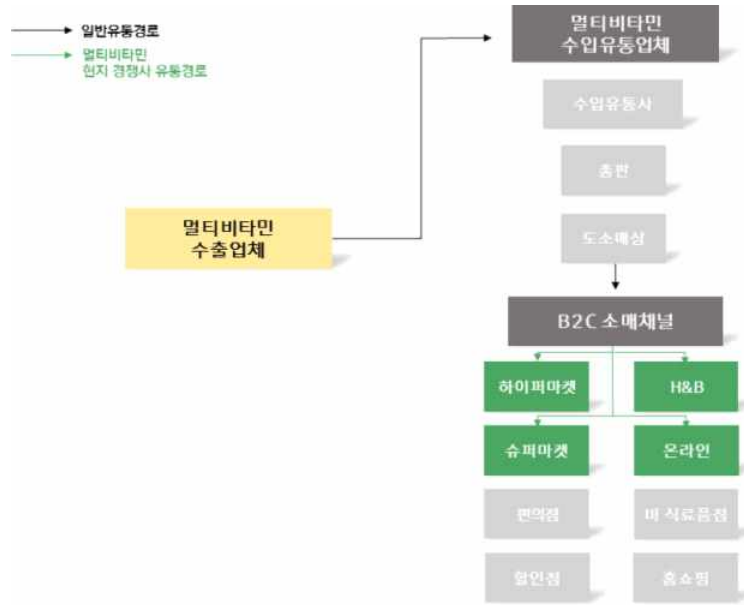 일반유통경로
멀티비타민
현지 경쟁사 유통경로
멀티비타민
수입유통업체
수입유통사
총판
도소매상
멀티비타민
수출업체
B2C 소매채널
하이퍼마켓
H&B
슈퍼마켓
온라인
편의점
비 식료품점
할인점
홈쇼핑